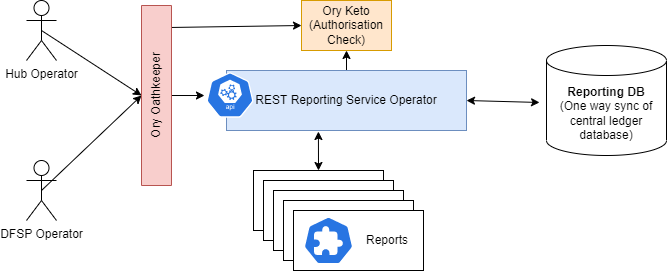 Ory Keto
(Authorisation
Check)
Hub Operator
Ory Oathkeeper
api
REST Reporting Service Operator
Reporting DB
(One way sync of
central ledger
database)
DFSP Operator
Reports